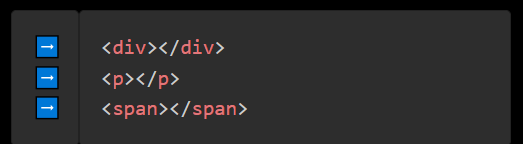 ➡ <div></div>
➡ <p></p>
➡ <span></span>